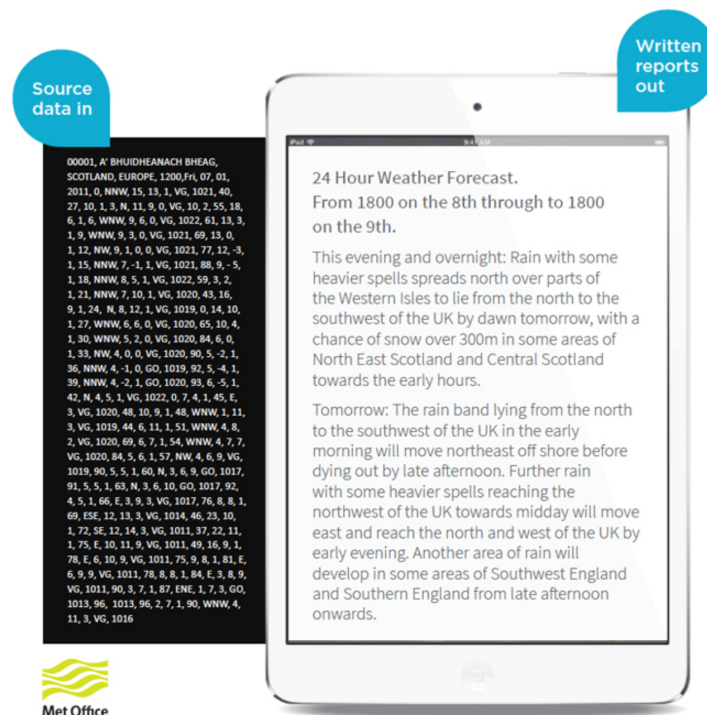 Source
data in
Written
reports
out
00001, A' BHUIDHEANACH BHEAG,
SCOTLAND, EUROPE, 1200,Fri, 07, 01,
2011, 0, NNW, 15, 13, 1, VG, 1021, 40,
27, 10, 1, 3, N, 11, 9, 0, VG, 10, 2, 55, 18,
6, 1, 6, WNW, 9, 6, 0, VG, 1022, 61, 13, 3,
1, 9, WNW, 9, 3, 0, VG, 1021, 69, 13, 0,
1, 12, NW, 9, 1, 0, 0, VG, 1021, 77, 12, -3,
1, 15, NNW, 7, -1, 1, VG, 1021, 88, 9, - 5,
1, 18, NNW, 8, 5, 1, VG, 1022, 59, 3, 2,
1, 21, NNW, 7, 10, 1, VG, 1020, 43, 16,
9, 1, 24, N, 8, 12, 1, VG, 1019, 0, 14, 10,
1, 27, WNW, 6, 6, 0, VG, 1020, 65, 10, 4,
1, 30, WNW, 5, 2, 0, VG, 1020, 84, 6, 0,
1, 33, NW, 4, 0, 0, VG, 1020, 90, 5, -2, 1,
36, NNW, 4, -1, 0, GO, 1019, 92, 5, -4, 1,
39, NNW, 4, -2, 1, GO, 1020, 93, 6, -5, 1,
42, N, 4, 5, 1, VG, 1022, 0, 7, 4, 1, 45, E,
3, VG, 1020, 48, 10, 9, 1, 48, WNW, 1, 11,
3, VG, 1019, 44, 6, 11, 1, 51, WNW, 4, 8,
2, VG, 1020, 69, 6, 7, 1, 54, WNW, 4, 7, 7,
VG, 1020, 84, 5, 6, 1, 57, NW, 4, 6, 9, VG,
1019, 90, 5, 5, 1, 60, N, 3, 6, 9, GO, 1017,
91, 5, 5, 1, 63, N, 3, 6, 10, GO, 1017, 92,
4, 5, 1, 66, E, 3, 9, 3, VG, 1017, 76, 8, 8, 1,
69, ESE, 12, 13, 3, VG, 1014, 46, 23, 10,
1, 72, SE, 12, 14, 3, VG, 1011, 37, 22, 11,
1, 75, E, 10, 11, 9, VG, 1011, 49, 16, 9, 1,
78, E, 6, 10, 9, VG, 1011, 75, 9, 8, 1, 81, E,
6, 9, 9, VG, 1011, 78, 8, 8, 1, 84, E, 3, 8, 9,
VG, 1011, 90, 3, 7, 1, 87, ENE, 1, 7, 3, GO,
1013, 96, 1013, 96, 2, 7, 1, 90, WNW, 4,
11, 3, VG, 1016
iPad 9:41 AM
24 Hour Weather Forecast.
From 1800 on the 8th through to 1800
on the 9th.
This evening and overnight: Rain with some
heavier spells spreads north over parts of
the Western Isles to lie from the north to the
southwest of the UK by dawn tomorrow, with a
chance of snow over 300m in some areas of
North East Scotland and Central Scotland
towards the early hours.
Tomorrow: The rain band lying from the north
to the southwest of the UK in the early
morning will move northeast off shore before
dying out by late afternoon. Further rain
with some heavier spells reaching the
northwest of the UK towards midday will move
east and reach the north and west of the UK by
early evening. Another area of rain will
develop in some areas of Southwest England
and Southern England from late afternoon
onwards.
Met Office